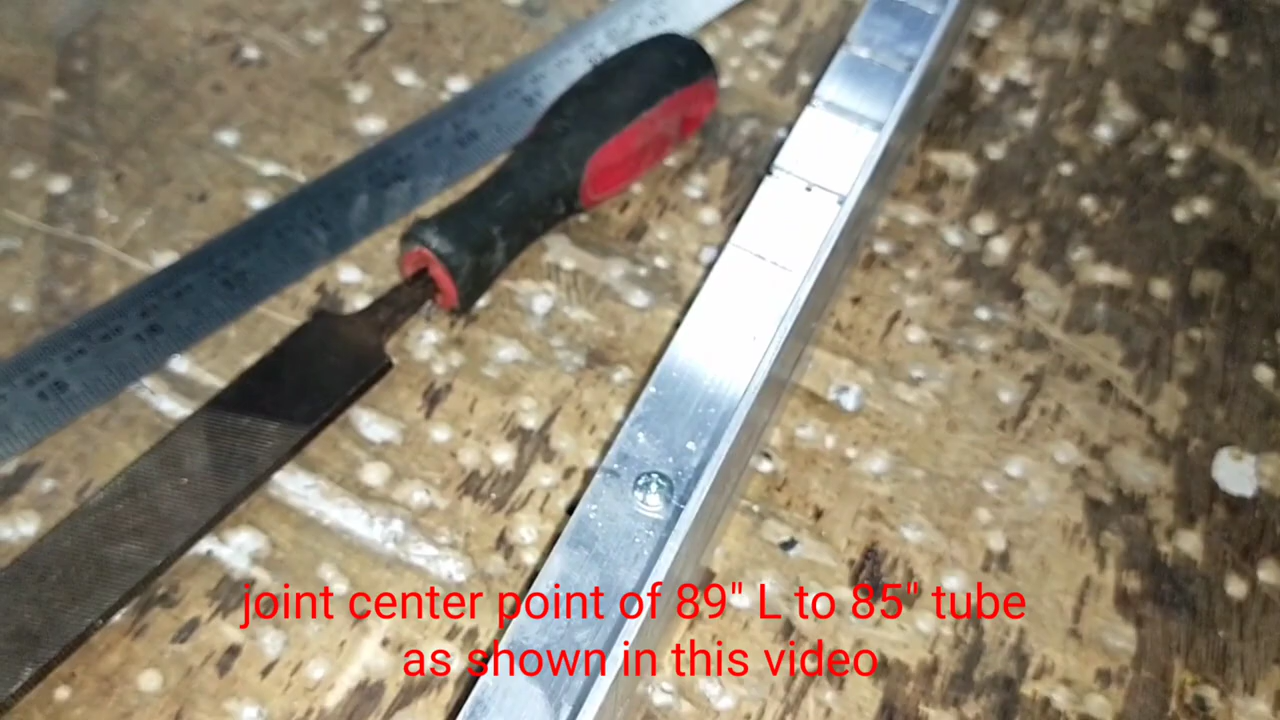 joint center point of 89" L to 85" tube
as shown in this video